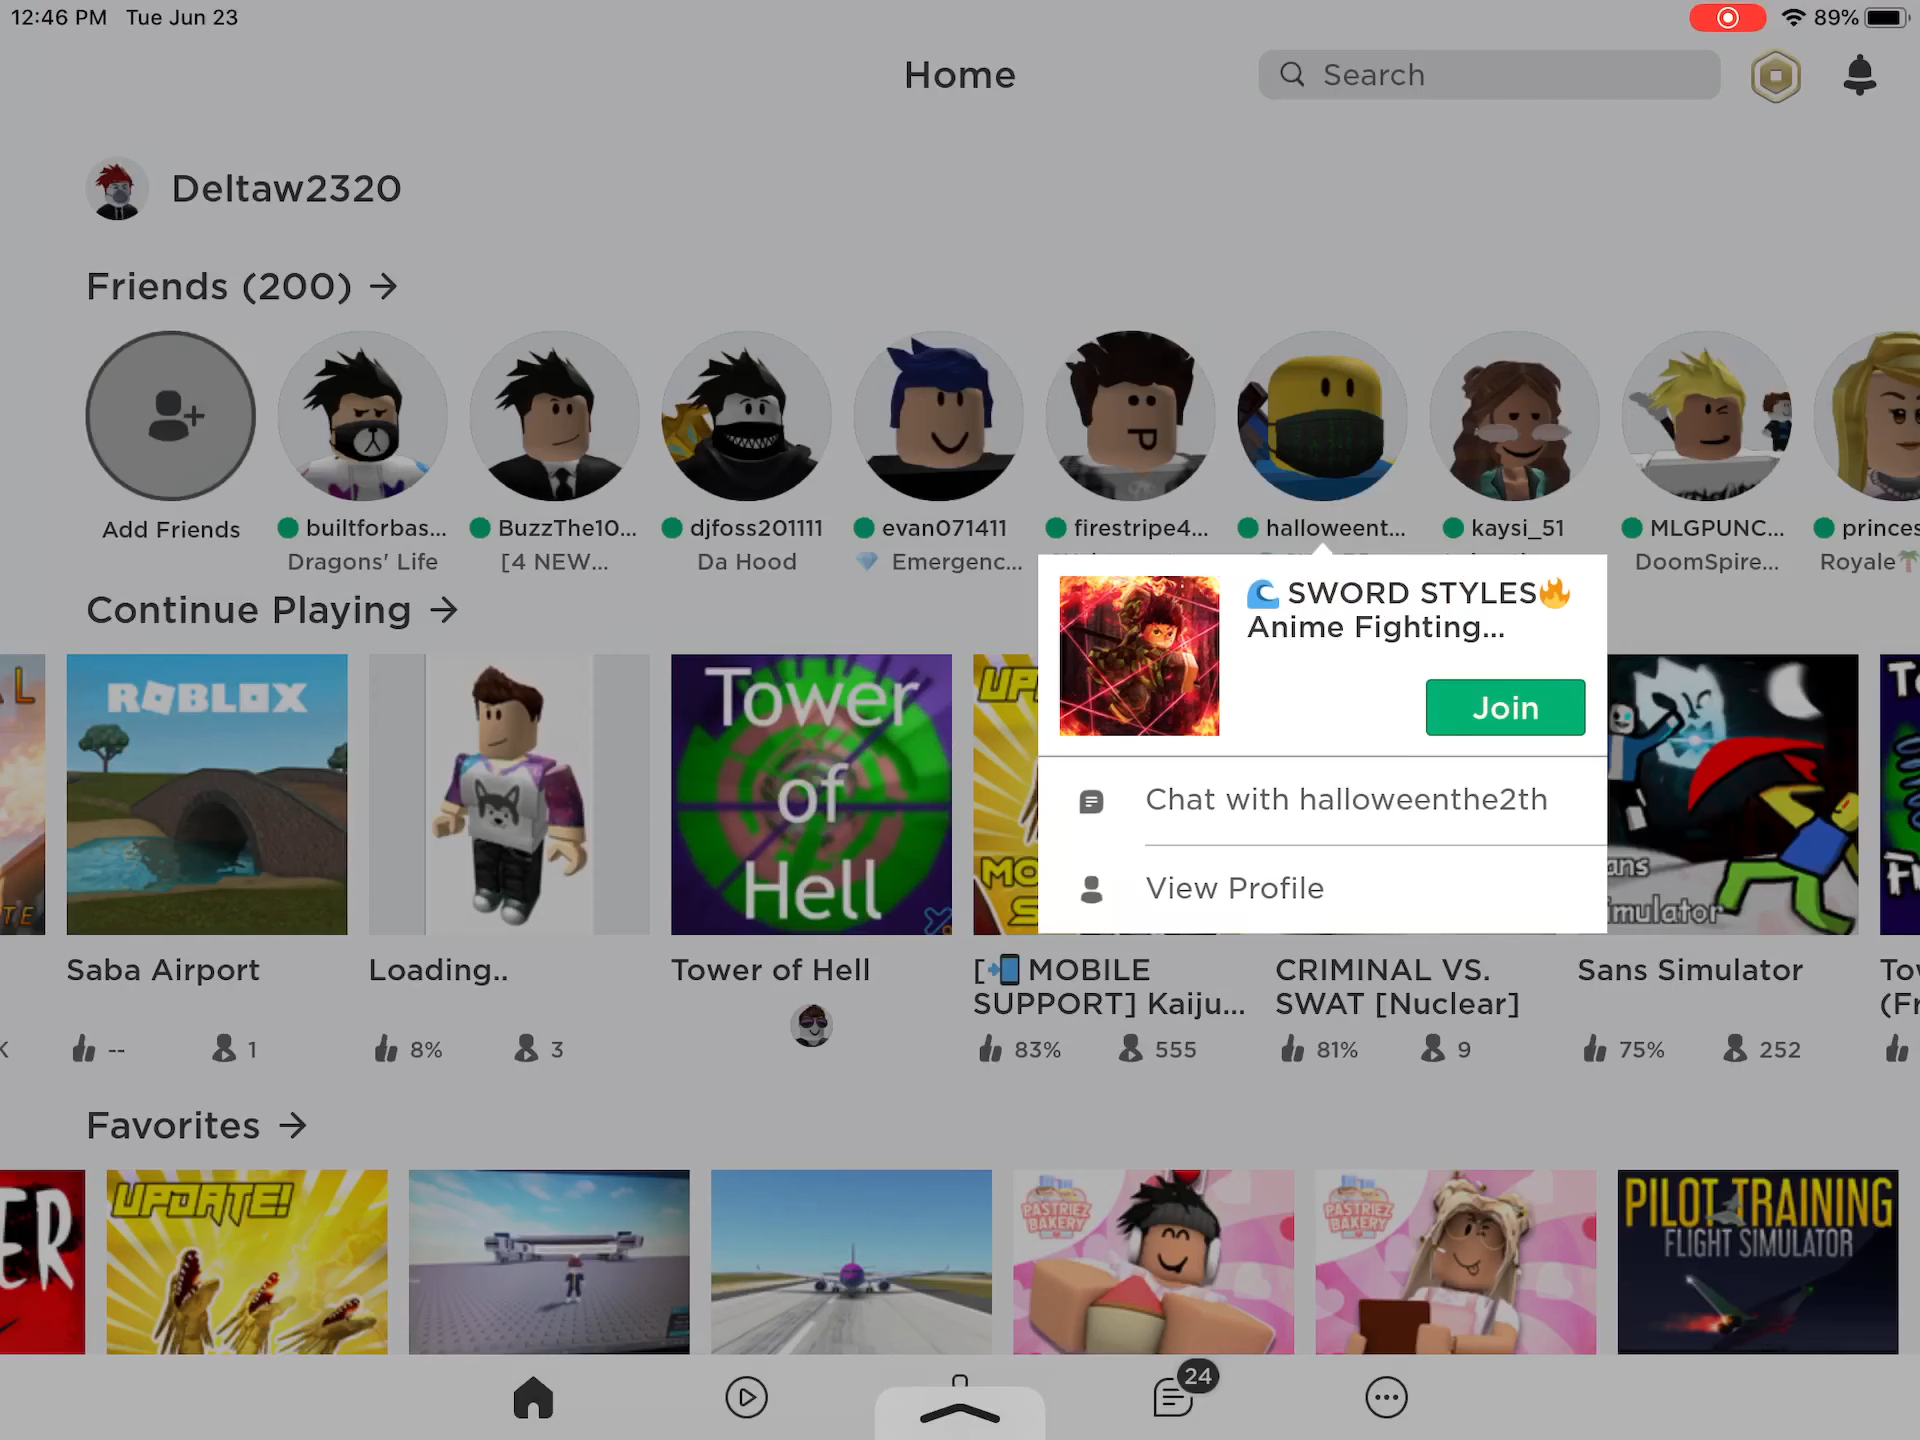 12:46 PM Tue Jun 23
89%
Home
Search
Deltaw2320
Friends (200) →
Add Friends
builtforbas...
Dragons' Life
BuzzThe10...
[4 NEW...
djfoss201111
Da Hood
evan071411
💎 Emergenc...
firestripe4...
halloweent...
kaysi_51
MLGPUNC...
DoomSpire...
princes
Royale🌴
🌊 SWORD STYLES🔥
Anime Fighting...
Join
Chat with halloweenthe2th
View Profile
Continue Playing →
ROBLOX
Tower
of
Hell
Saba Airport
-- 1
Loading..
8% 3
Tower of Hell
[📲 MOBILE
SUPPORT] Kaiju...
83% 555
CRIMINAL VS.
SWAT [Nuclear]
81% 9
Sans Simulator
75% 252
Favorites →
ER
UPDATE!
PASTRIEZ
BAKERY
PASTRIEZ
BAKERY
PILOT TRAINING
FLIGHT SIMULATOR
24